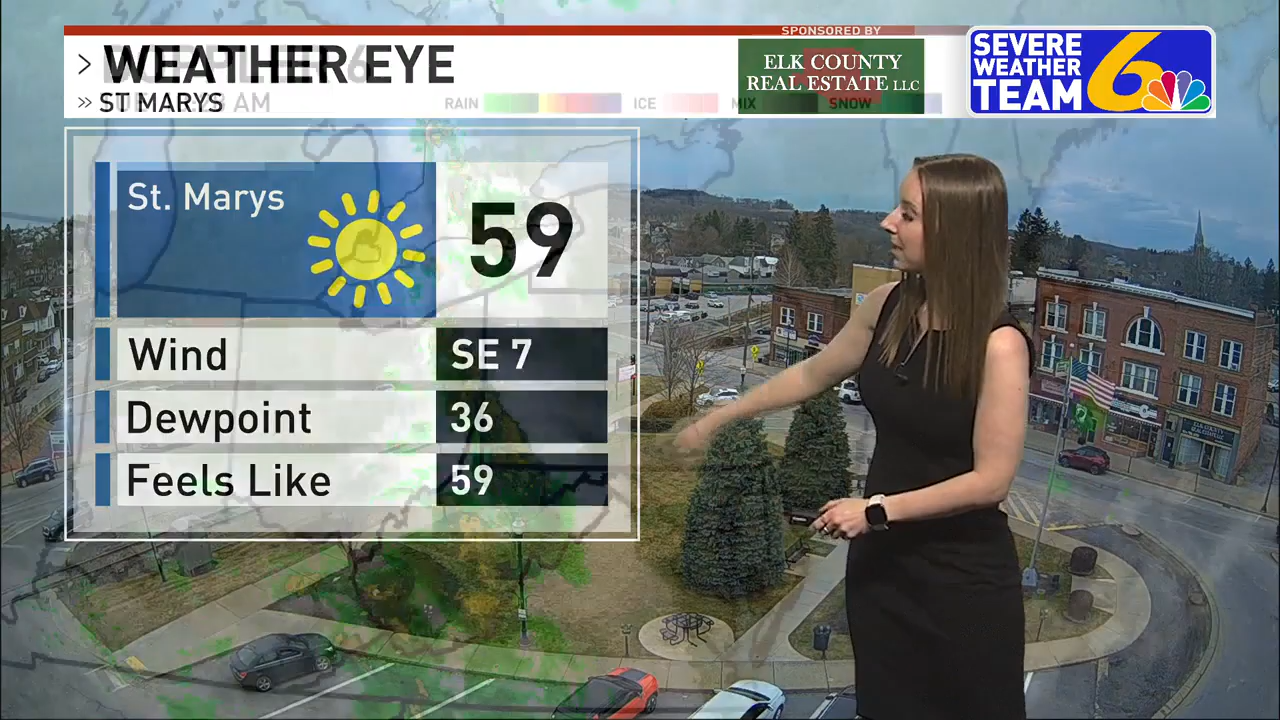 > WEATHER EYE
» ST MARYS
RAIN
ICE
MIX
SNOW
SPONSORED BY
ELK COUNTY
REAL ESTATE LLC
SEVERE
WEATHER
TEAM 6
St. Marys
59
Wind SE 7
Dewpoint 36
Feels Like 59